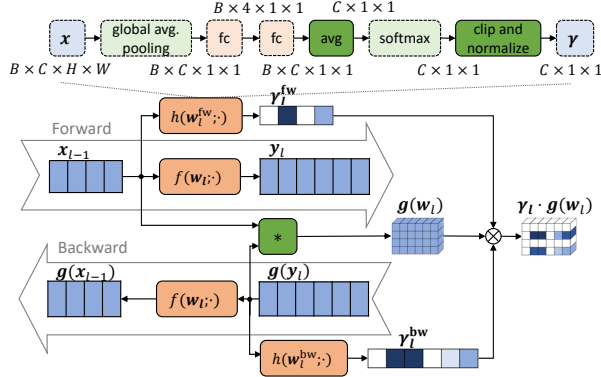 B × 4 × 1 × 1
C × 1 × 1
x
global avg.
pooling
fc
fc
avg
softmax
clip and
normalize
γ
B × C × H × W
B × C × 1 × 1
B × C × 1 × 1
C × 1 × 1
C × 1 × 1
Forward
h(w_l^fw;·)
γ_l^fw
x_{l−1}
f(w_l;·)
y_l
*
g(w_l)
γ_l · g(w_l)
Backward
g(x_{l−1})
f(w_l;·)
g(y_l)
h(w_l^bw;·)
γ_l^bw